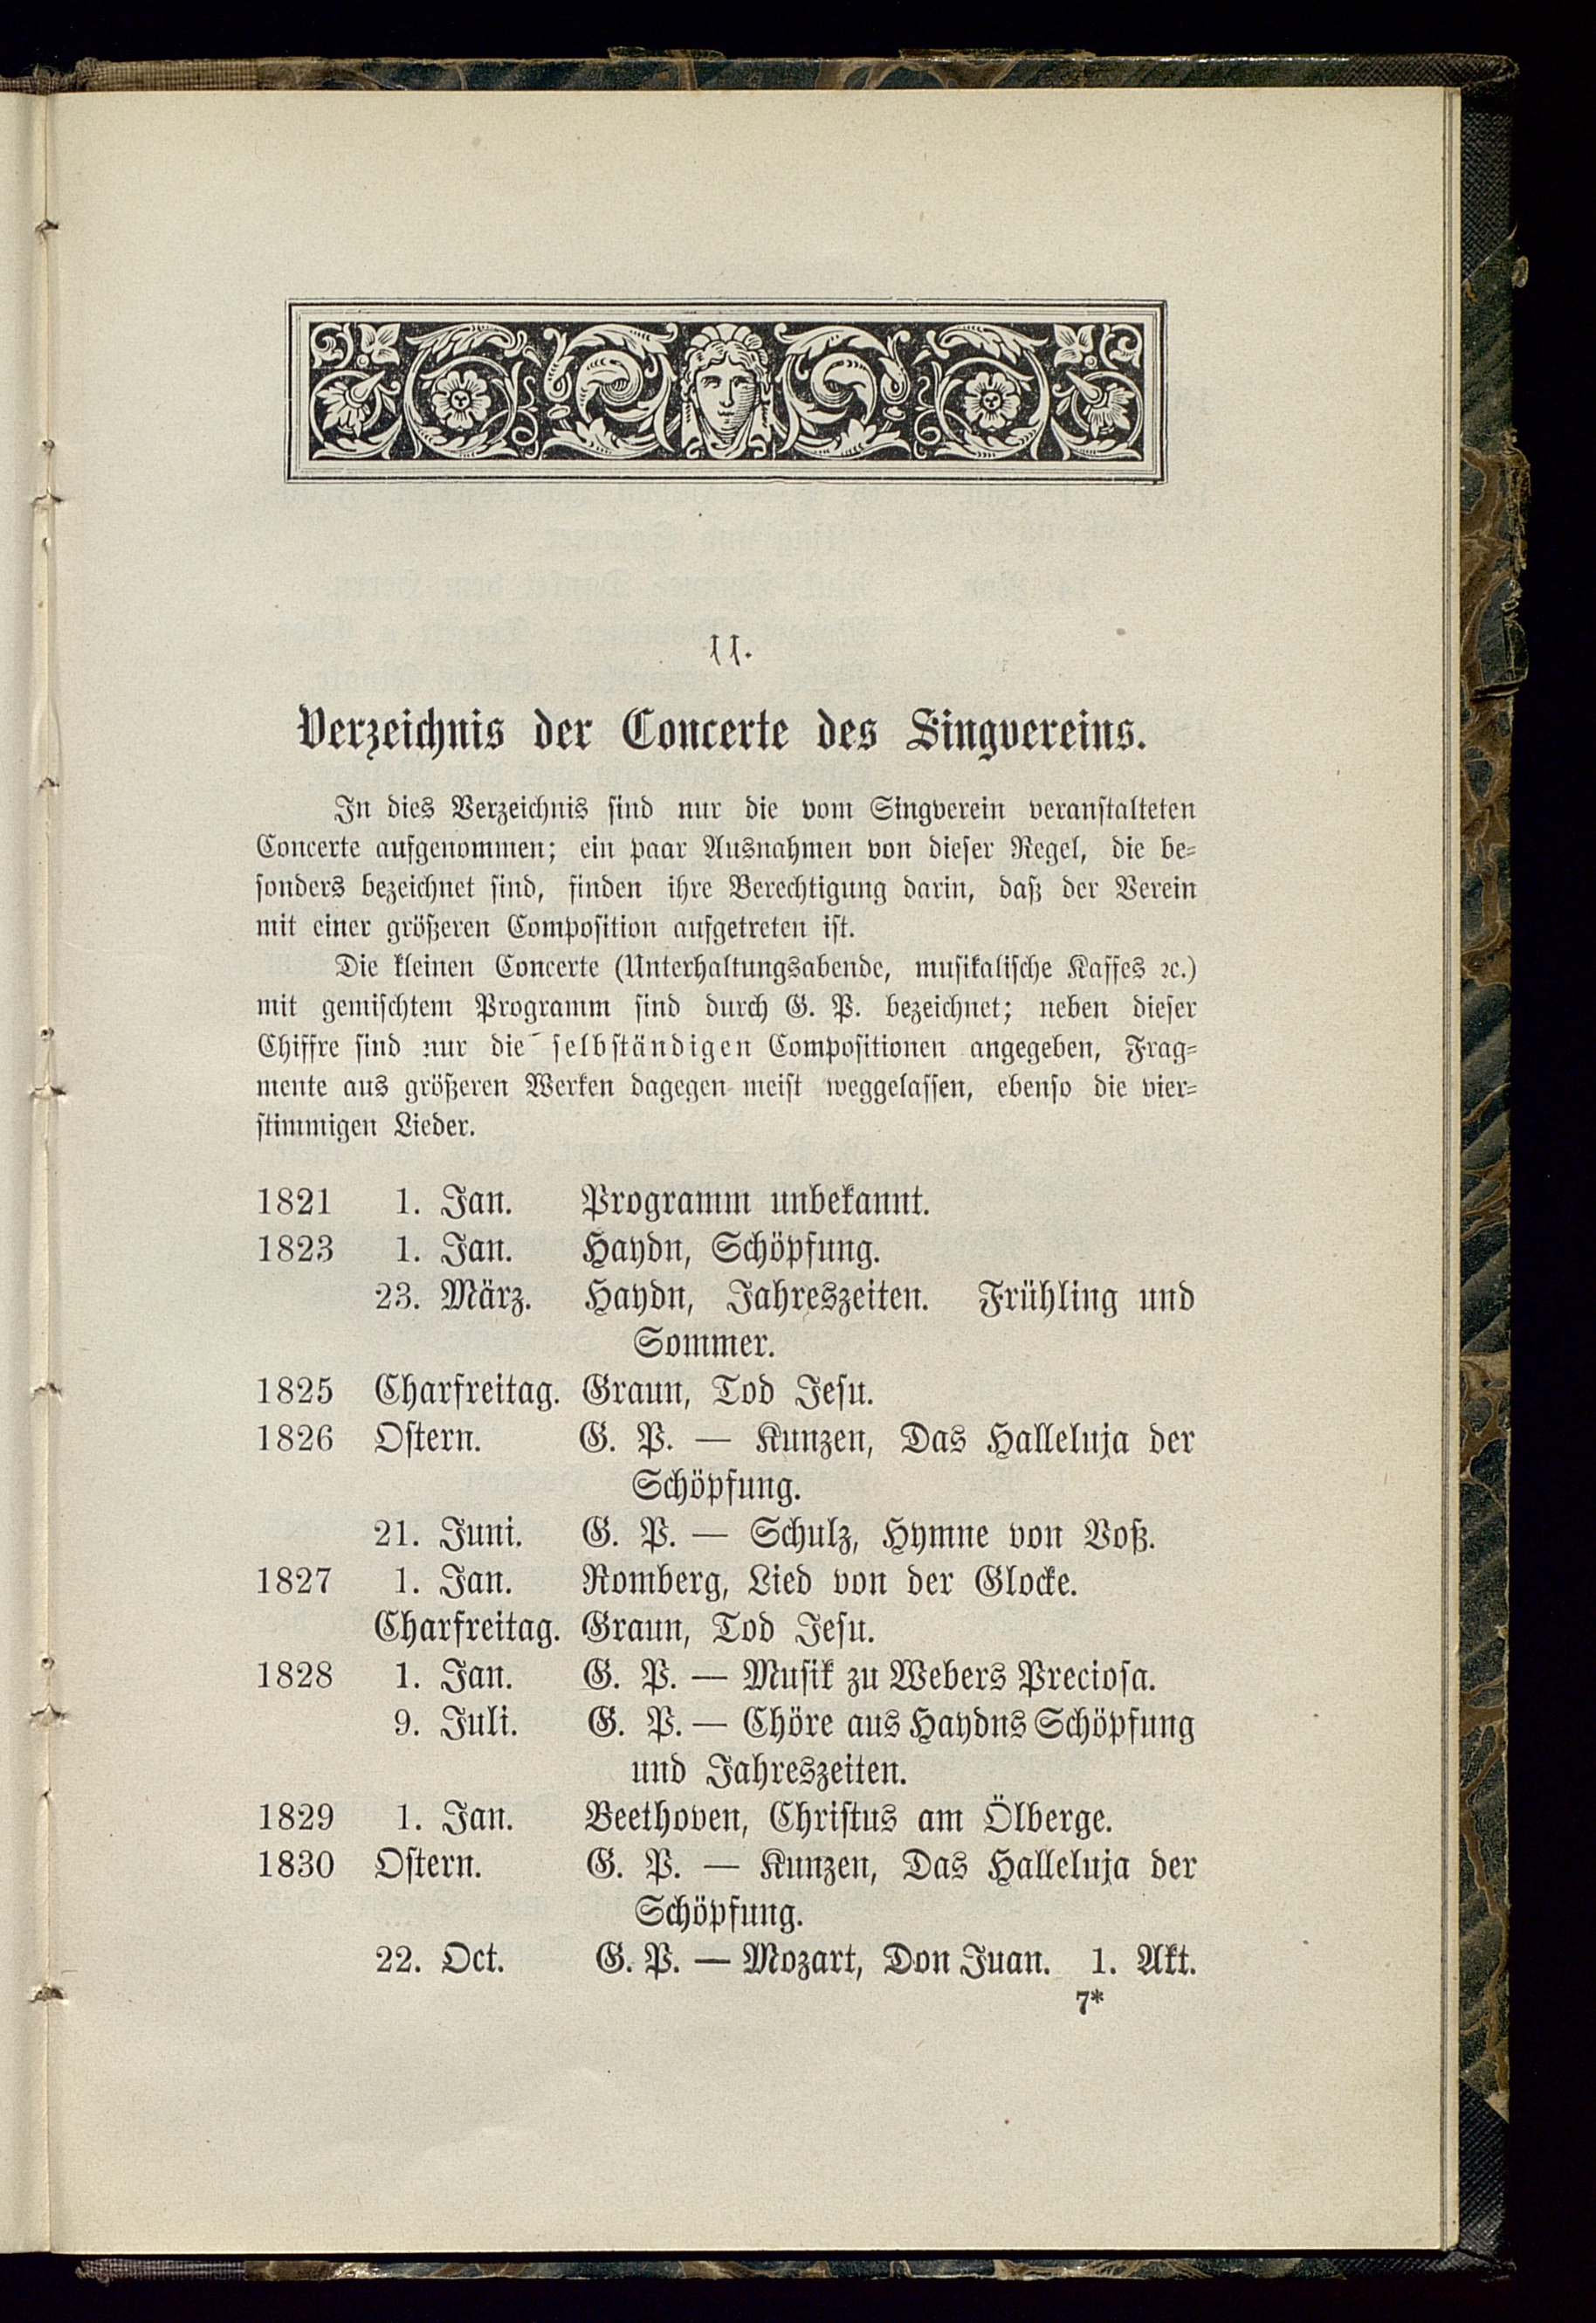 11.
Verzeichnis der Concerte des Singvereins.
In dies Verzeichnis sind nur die vom Singverein veranstalteten
Concerte aufgenommen; ein paar Ausnahmen von dieser Regel, die be-
sonders bezeichnet sind, finden ihre Berechtigung darin, daß der Verein
mit einer größeren Composition aufgetreten ist.
Die kleinen Concerte (Unterhaltungsabende, musikalische Kaffes ꝛc.)
mit gemischtem Programm sind durch G. P. bezeichnet; neben dieser
Chiffre sind nur die selbständigen Compositionen angegeben, Frag-
mente aus größeren Werken dagegen meist weggelassen, ebenso die vier-
stimmigen Lieder.
1821 1. Jan. Programm unbekannt.
1823 1. Jan. Haydn, Schöpfung.
23. März. Haydn, Jahreszeiten. Frühling und
Sommer.
1825 Charfreitag. Graun, Tod Jesu.
1826 Ostern. G. P. — Kunzen, Das Halleluja der
Schöpfung.
21. Juni. G. P. — Schulz, Hymne von Voß.
1827 1. Jan. Romberg, Lied von der Glocke.
Charfreitag. Graun, Tod Jesu.
1828 1. Jan. G. P. — Musik zu Webers Preciosa.
9. Juli. G. P. — Chöre aus Haydns Schöpfung
und Jahreszeiten.
1829 1. Jan. Beethoven, Christus am Ölberge.
1830 Ostern. G. P. — Kunzen, Das Halleluja der
Schöpfung.
22. Oct. G. P. — Mozart, Don Juan. 1. Akt.
7*